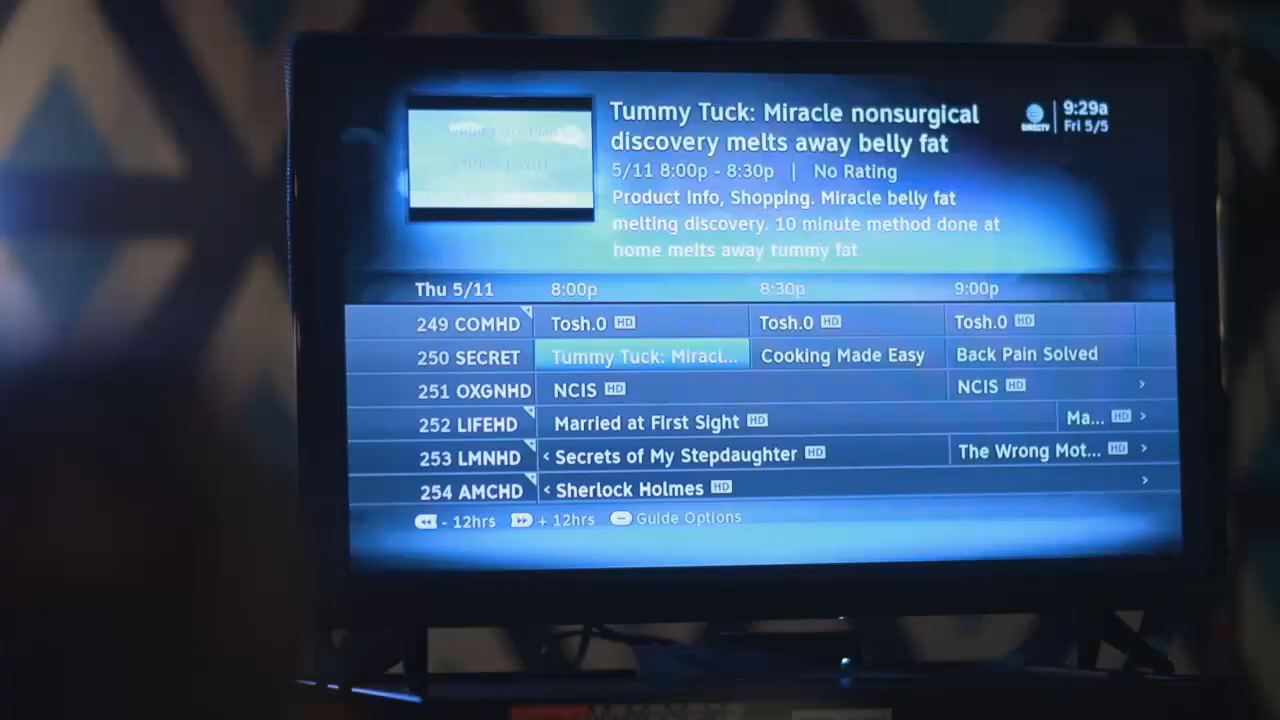 Tummy Tuck: Miracle nonsurgical
discovery melts away belly fat
5/11 8:00p - 8:30p | No Rating
Product Info, Shopping. Miracle belly fat
melting discovery. 10 minute method done at
home melts away tummy fat.
DIRECTV
9:29a
Fri 5/5
Thu 5/11 8:00p 8:30p 9:00p
249 COMHD Tosh.0 HD Tosh.0 HD Tosh.0 HD
250 SECRET Tummy Tuck: Miracl... Cooking Made Easy Back Pain Solved
251 OXGNHD NCIS HD NCIS HD >
252 LIFEHD Married at First Sight HD Ma... HD >
253 LMNHD < Secrets of My Stepdaughter HD The Wrong Mot... HD >
254 AMCHD < Sherlock Holmes HD >
- 12hrs + 12hrs Guide Options